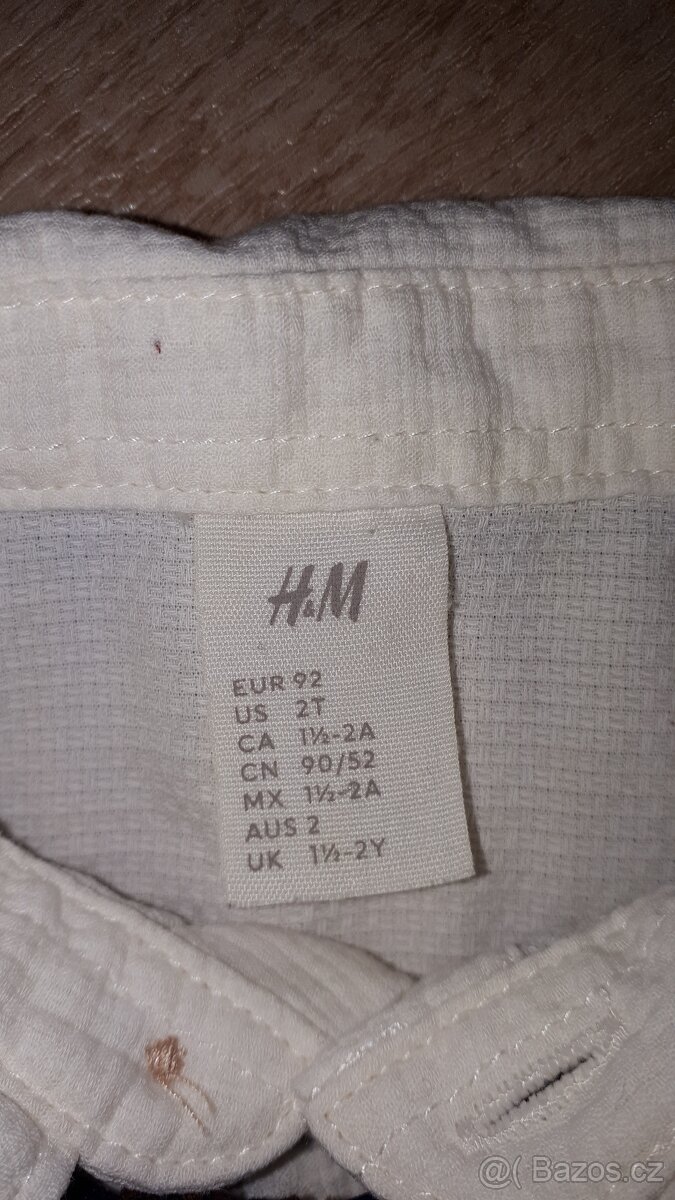 H&M
EUR 92
US 2T
CA 1½-2A
CN 90/52
MX 1½-2A
AUS 2
UK 1½-2Y
@( Bazos.cz